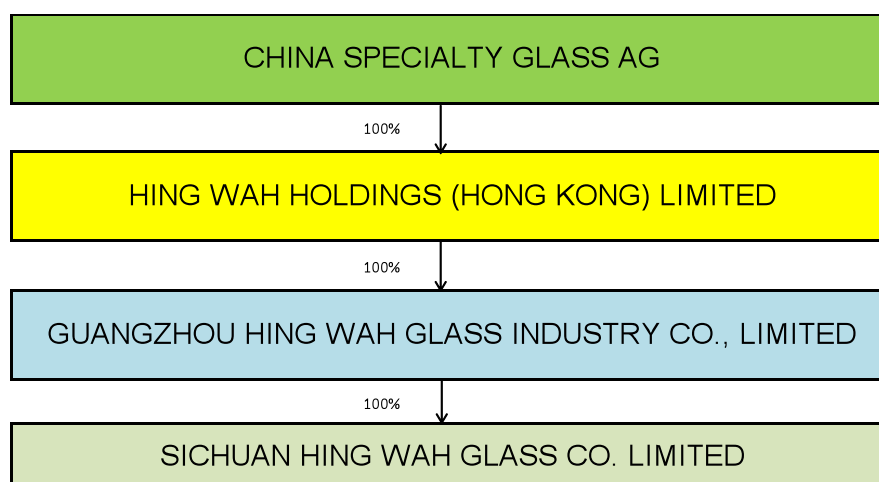 CHINA SPECIALTY GLASS AG
100%
HING WAH HOLDINGS (HONG KONG) LIMITED
100%
GUANGZHOU HING WAH GLASS INDUSTRY CO., LIMITED
100%
SICHUAN HING WAH GLASS CO. LIMITED